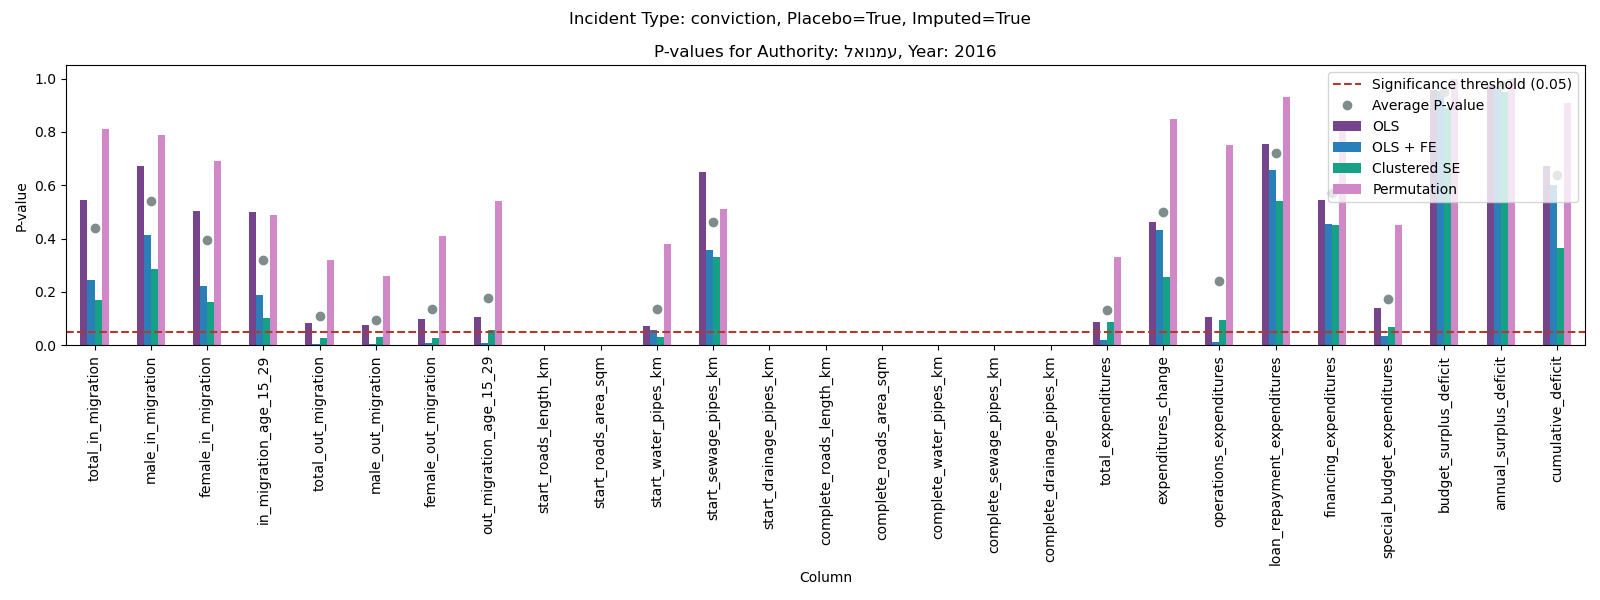 Incident Type: conviction, Placebo=True, Imputed=True
P-values for Authority: עמנואל, Year: 2016
P-value
1.0
0.8
0.6
0.4
0.2
0.0
Significance threshold (0.05)
Average P-value
OLS
OLS + FE
Clustered SE
Permutation
total_in_migration
male_in_migration
female_in_migration
in_migration_age_15_29
total_out_migration
male_out_migration
female_out_migration
out_migration_age_15_29
start_roads_length_km
start_roads_area_sqm
start_water_pipes_km
start_sewage_pipes_km
start_drainage_pipes_km
complete_roads_length_km
complete_roads_area_sqm
complete_water_pipes_km
complete_sewage_pipes_km
complete_drainage_pipes_km
total_expenditures
expenditures_change
operations_expenditures
loan_repayment_expenditures
financing_expenditures
special_budget_expenditures
budget_surplus_deficit
annual_surplus_deficit
cumulative_deficit
Column